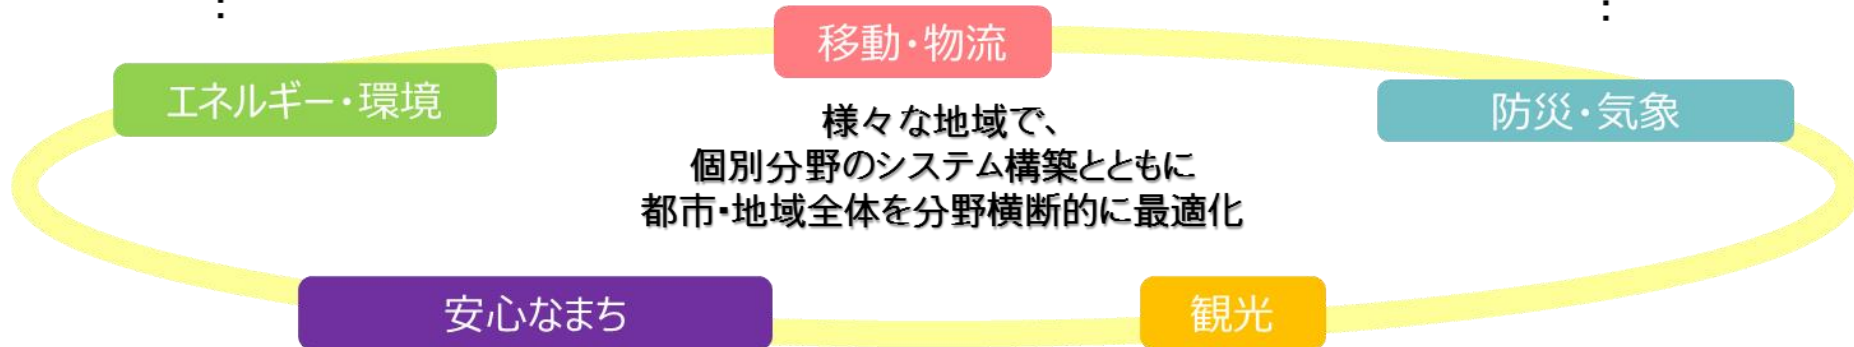 :
:
移動・物流
エネルギー・環境
防災・気象
様々な地域で、
個別分野のシステム構築とともに
都市・地域全体を分野横断的に最適化
安心なまち
観光